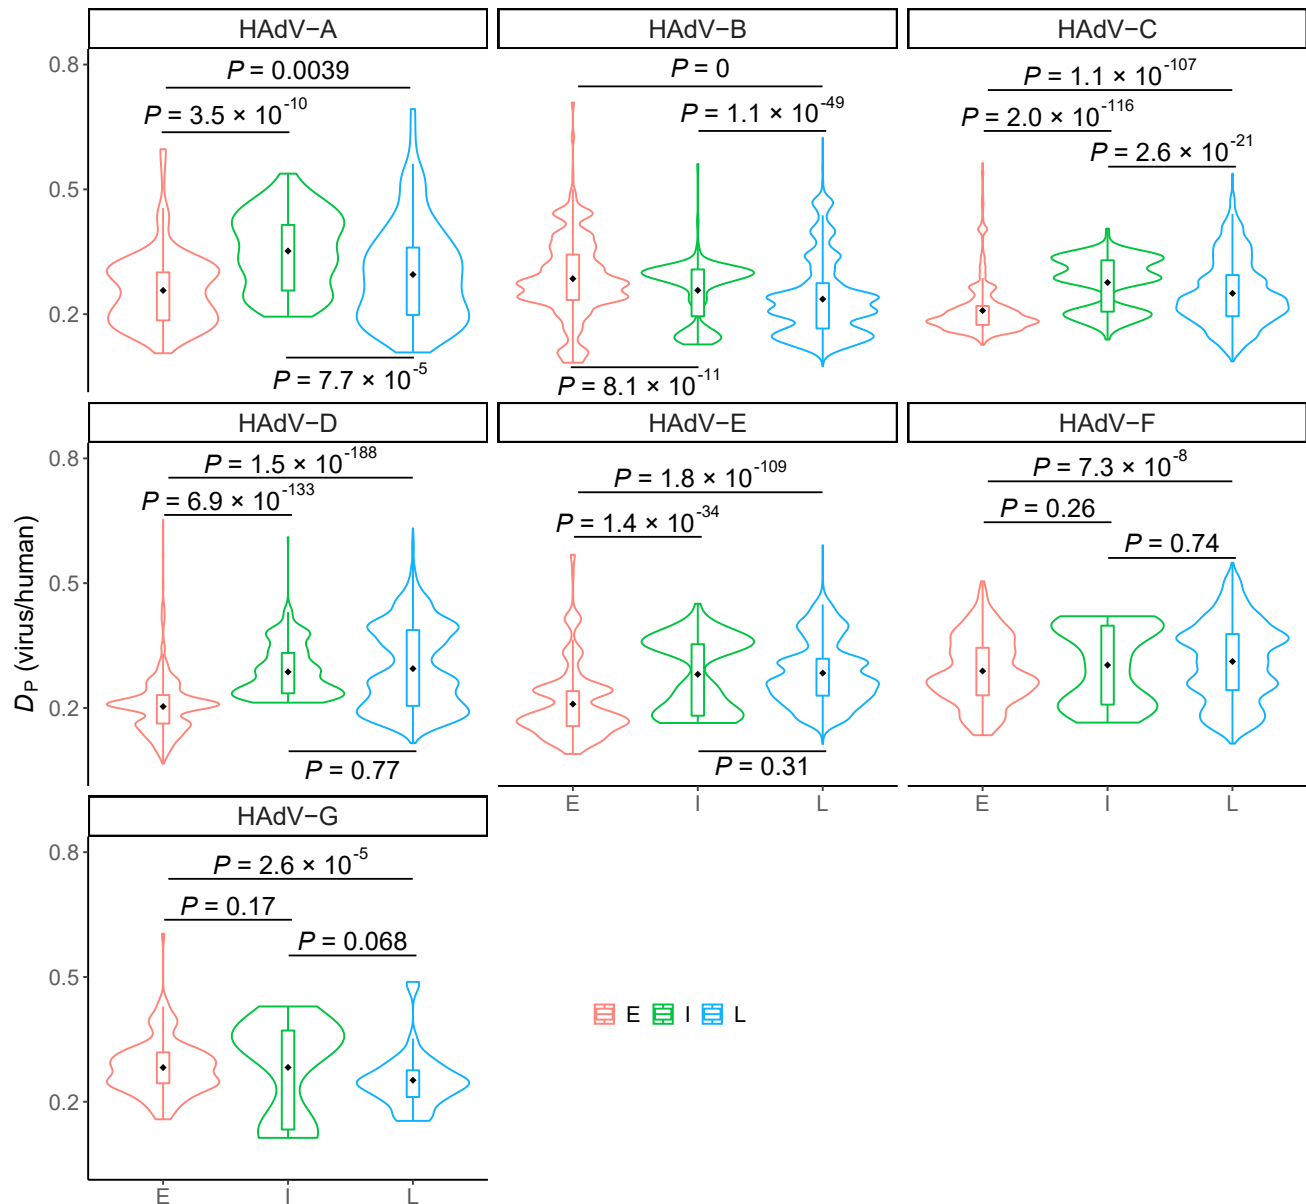 HAdV−A
HAdV−B
HAdV−C
0.8
0.5
0.2
P = 0.0039
P = 3.5 × 10^-10
P = 7.7 × 10^-5
P = 0
P = 1.1 × 10^-49
P = 8.1 × 10^-11
P = 1.1 × 10^-107
P = 2.0 × 10^-116
P = 2.6 × 10^-21
HAdV−D
HAdV−E
HAdV−F
D_P (virus/human)
0.8
0.5
0.2
P = 1.5 × 10^-188
P = 6.9 × 10^-133
P = 0.77
P = 1.8 × 10^-109
P = 1.4 × 10^-34
P = 0.31
E I L
P = 7.3 × 10^-8
P = 0.26
P = 0.74
E I L
HAdV−G
0.8
0.5
0.2
P = 2.6 × 10^-5
P = 0.17
P = 0.068
E I L
E I L